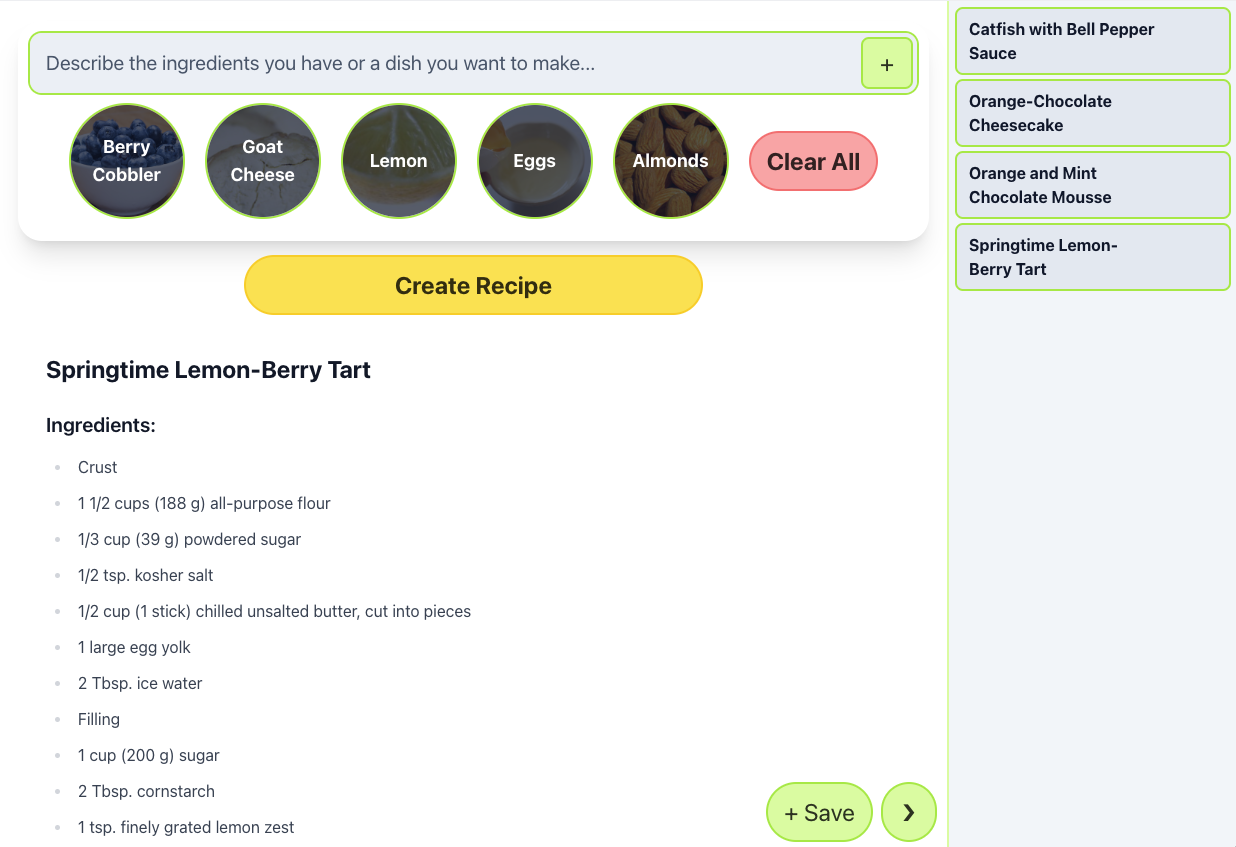 Describe the ingredients you have or a dish you want to make...
+
Berry
Cobbler
Goat
Cheese
Lemon
Eggs
Almonds
Clear All
Create Recipe
Springtime Lemon-Berry Tart
Ingredients:
Crust
1 1/2 cups (188 g) all-purpose flour
1/3 cup (39 g) powdered sugar
1/2 tsp. kosher salt
1/2 cup (1 stick) chilled unsalted butter, cut into pieces
1 large egg yolk
2 Tbsp. ice water
Filling
1 cup (200 g) sugar
2 Tbsp. cornstarch
1 tsp. finely grated lemon zest
+ Save
❯
Catfish with Bell Pepper
Sauce
Orange-Chocolate
Cheesecake
Orange and Mint
Chocolate Mousse
Springtime Lemon-
Berry Tart